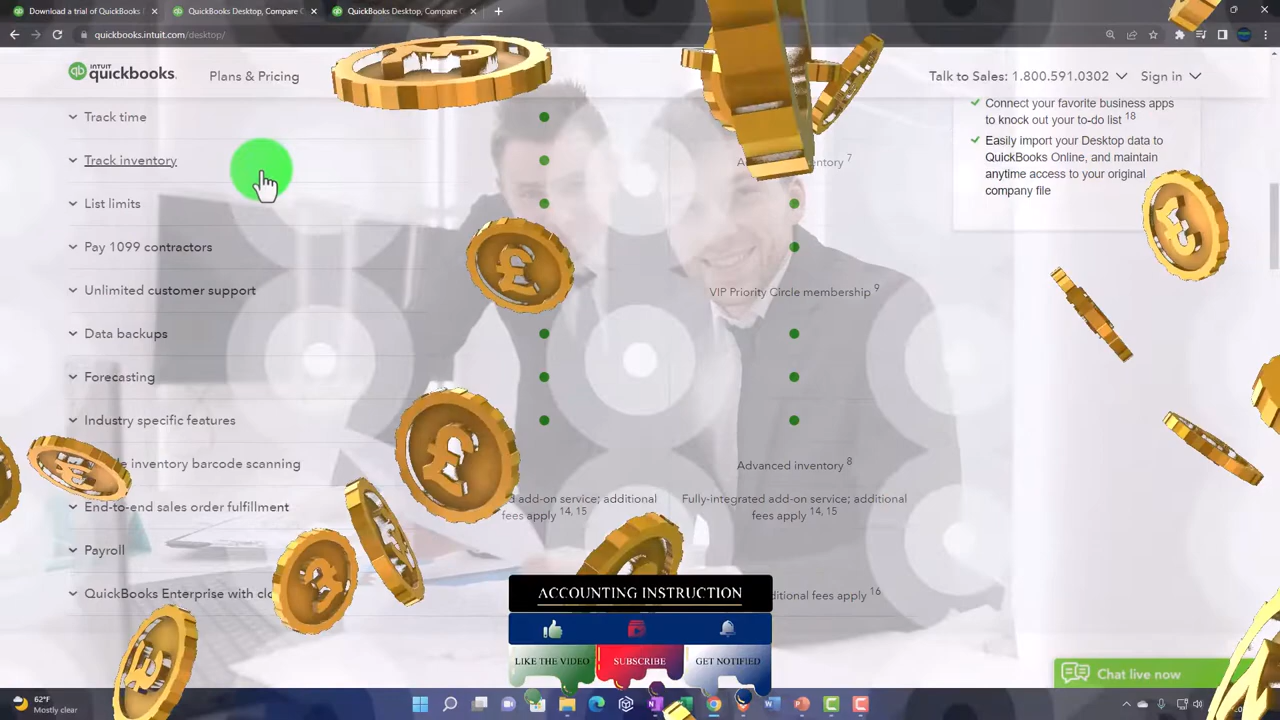 Download a trial of QuickBooks
QuickBooks Desktop, Compare
QuickBooks Desktop, Compare
quickbooks.intuit.com/desktop/
INTUIT
quickbooks.
Plans & Pricing
Talk to Sales: 1.800.591.0302
Sign in
Track time
Track inventory
List limits
Pay 1099 contractors
Unlimited customer support
VIP Priority Circle membership 9
Data backups
Forecasting
Industry specific features
inventory barcode scanning
Advanced inventory 8
End-to-end sales order fulfillment
add-on service; additional
fees apply 14, 15
Fully-integrated add-on service; additional
fees apply 14, 15
Payroll
QuickBooks Enterprise with
fees apply 16
Connect your favorite business apps
to knock out your to-do list 18
Easily import your Desktop data to
QuickBooks Online, and maintain
anytime access to your original
company file
ACCOUNTING INSTRUCTION
LIKE THE VIDEO
SUBSCRIBE
GET NOTIFIED
Chat live now
62°F
Mostly clear